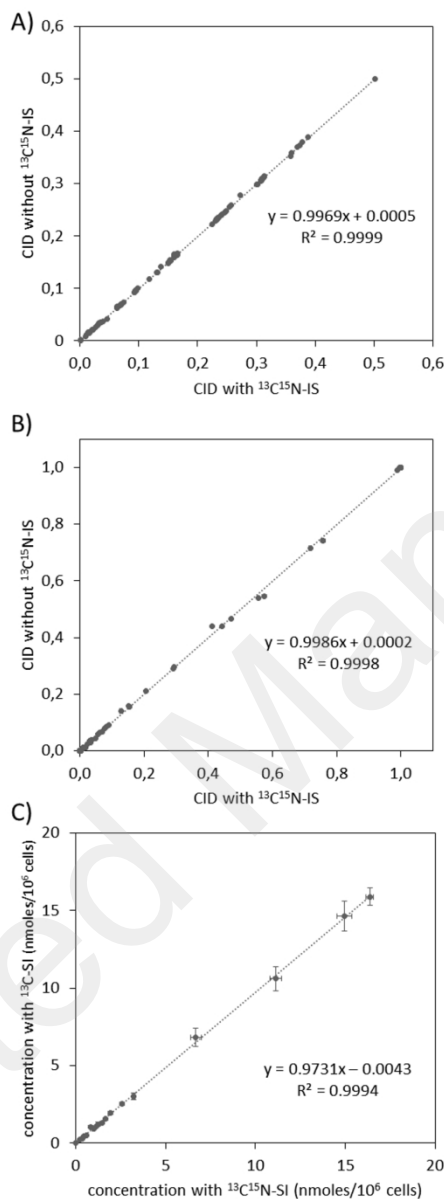 A)
0,6
0,5
0,4
0,3
0,2
0,1
0
CID without ¹³C¹⁵N-IS
y = 0.9969x + 0.0005
R² = 0.9999
0,0 0,1 0,2 0,3 0,4 0,5 0,6
CID with ¹³C¹⁵N-IS
B)
1,0
0,8
0,6
0,4
0,2
0,0
CID without ¹³C¹⁵N-IS
y = 0.9986x + 0.0002
R² = 0.9998
0,0 0,2 0,4 0,6 0,8 1,0
CID with ¹³C¹⁵N-IS
C)
20
15
10
5
0
concentration with ¹³C-SI (nmoles/10⁶ cells)
y = 0.9731x – 0.0043
R² = 0.9994
0 5 10 15 20
concentration with ¹³C¹⁵N-SI (nmoles/10⁶ cells)